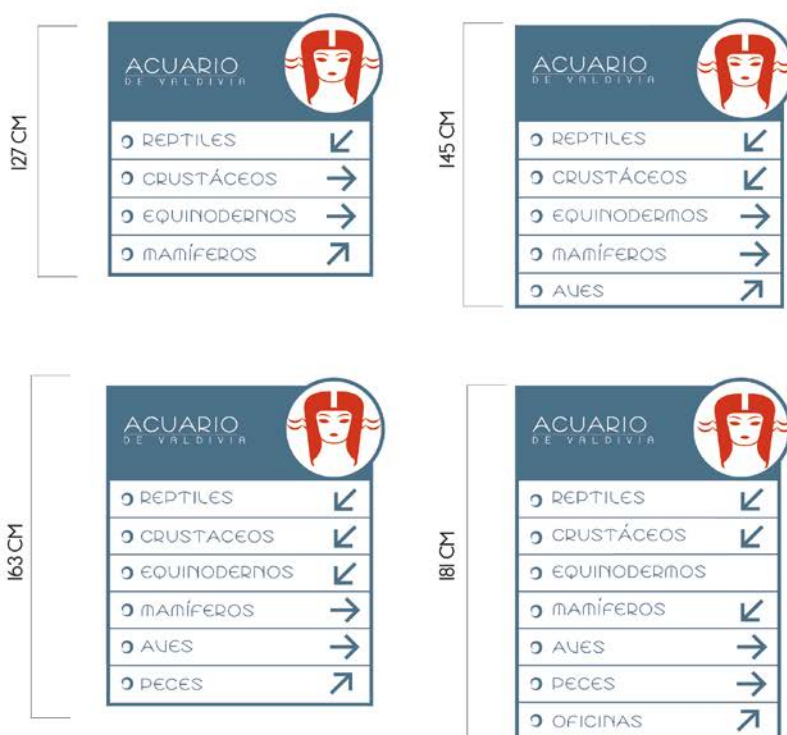 127 CM
ACUARIO
DE VALDIVIA
REPTILES
CRUSTÁCEOS
EQUINODERNOS
MAMÍFEROS
145 CM
ACUARIO
DE VALDIVIA
REPTILES
CRUSTÁCEOS
EQUINODERMOS
MAMÍFEROS
AVES
163 CM
ACUARIO
DE VALDIVIA
REPTILES
CRUSTACEOS
EQUINODERNOS
MAMÍFEROS
AVES
PECES
181 CM
ACUARIO
DE VALDIVIA
REPTILES
CRUSTÁCEOS
EQUINODERMOS
MAMÍFEROS
AVES
PECES
OFICINAS